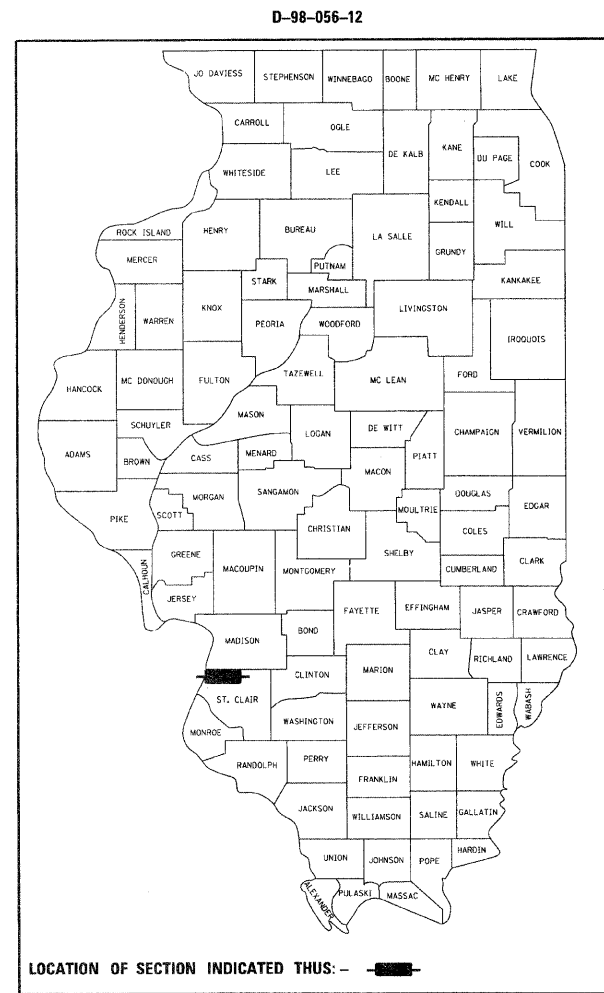 D-98-056-12
JO DAVIESS
STEPHENSON
WINNEBAGO
BOONE
MC HENRY
LAKE
CARROLL
OGLE
DE KALB
KANE
DU PAGE
COOK
WHITESIDE
LEE
KENDALL
WILL
ROCK ISLAND
HENRY
BUREAU
LA SALLE
GRUNDY
MERCER
PUTNAM
STARK
MARSHALL
KANKAKEE
HENDERSON
WARREN
KNOX
PEORIA
WOODFORD
LIVINGSTON
IROQUOIS
HANCOCK
MC DONOUGH
FULTON
TAZEWELL
MC LEAN
FORD
MASON
SCHUYLER
LOGAN
DE WITT
CHAMPAIGN
VERMILION
ADAMS
BROWN
CASS
MENARD
PIATT
MACON
SANGAMON
MORGAN
DOUGLAS
EDGAR
PIKE
SCOTT
CHRISTIAN
MOULTRIE
COLES
CALHOUN
GREENE
MACOUPIN
MONTGOMERY
SHELBY
CUMBERLAND
CLARK
JERSEY
FAYETTE
EFFINGHAM
JASPER
CRAWFORD
MADISON
BOND
CLAY
RICHLAND
LAWRENCE
CLINTON
MARION
ST. CLAIR
WAYNE
EDWARDS
WABASH
WASHINGTON
JEFFERSON
MONROE
RANDOLPH
PERRY
HAMILTON
WHITE
FRANKLIN
JACKSON
WILLIAMSON
SALINE
GALLATIN
UNION
JOHNSON
POPE
HARDIN
ALEXANDER
PULASKI
MASSAC
LOCATION OF SECTION INDICATED THUS: -